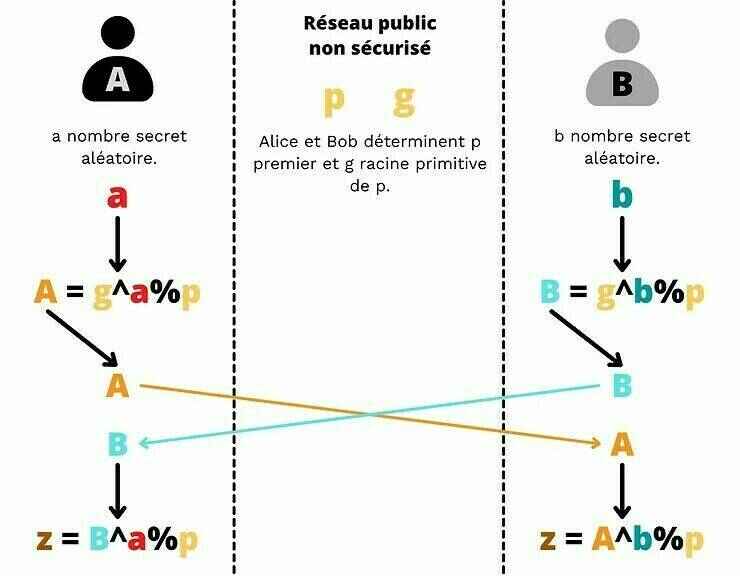 Réseau public
non sécurisé
A
B
p g
a nombre secret
aléatoire.
Alice et Bob déterminent p
premier et g racine primitive
de p.
b nombre secret
aléatoire.
a
b
A = g^a%p
B = g^b%p
A
B
B
A
z = B^a%p
z = A^b%p